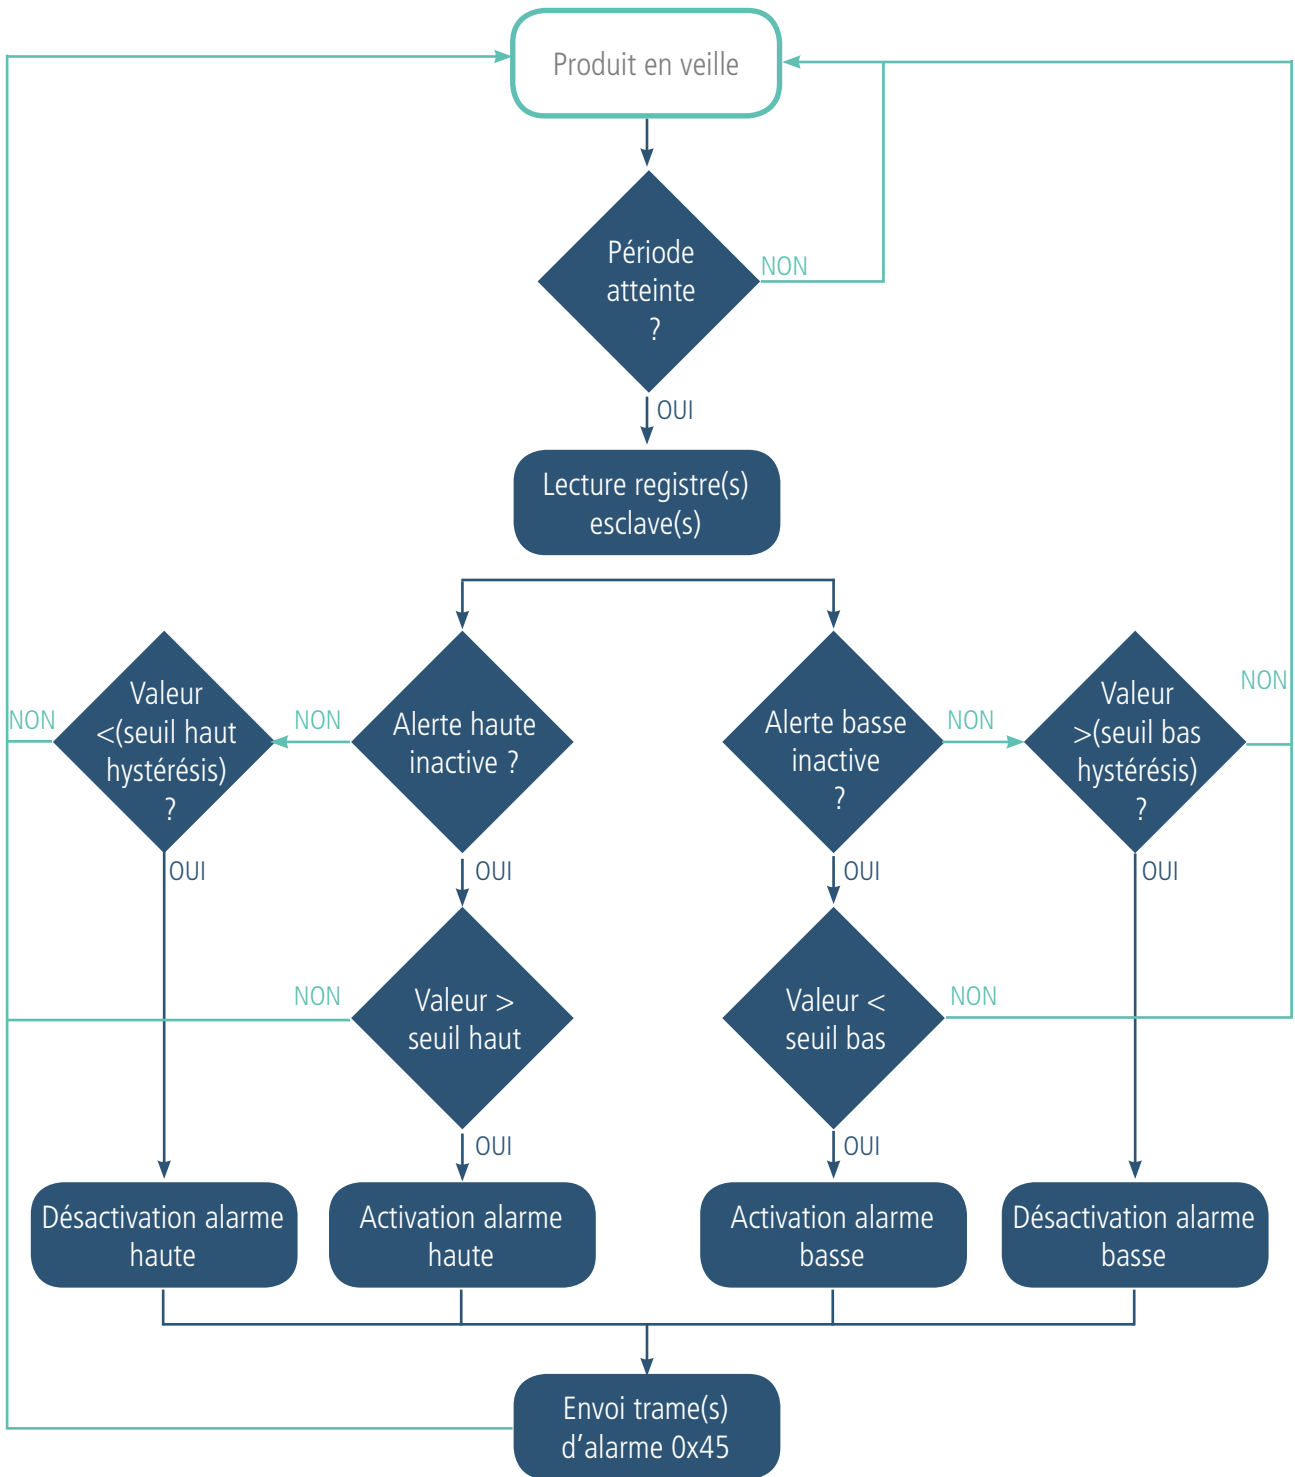 Produit en veille
Période
atteinte
?
NON
OUI
Lecture registre(s)
esclave(s)
Valeur
<(seuil haut
hystérésis)
?
NON
NON
Alerte haute
inactive ?
Alerte basse
inactive
?
NON
Valeur
>(seuil bas
hystérésis)
?
NON
OUI
OUI
OUI
OUI
NON
Valeur >
seuil haut
Valeur <
seuil bas
NON
OUI
OUI
Désactivation alarme
haute
Activation alarme
haute
Activation alarme
basse
Désactivation alarme
basse
Envoi trame(s)
d’alarme 0x45